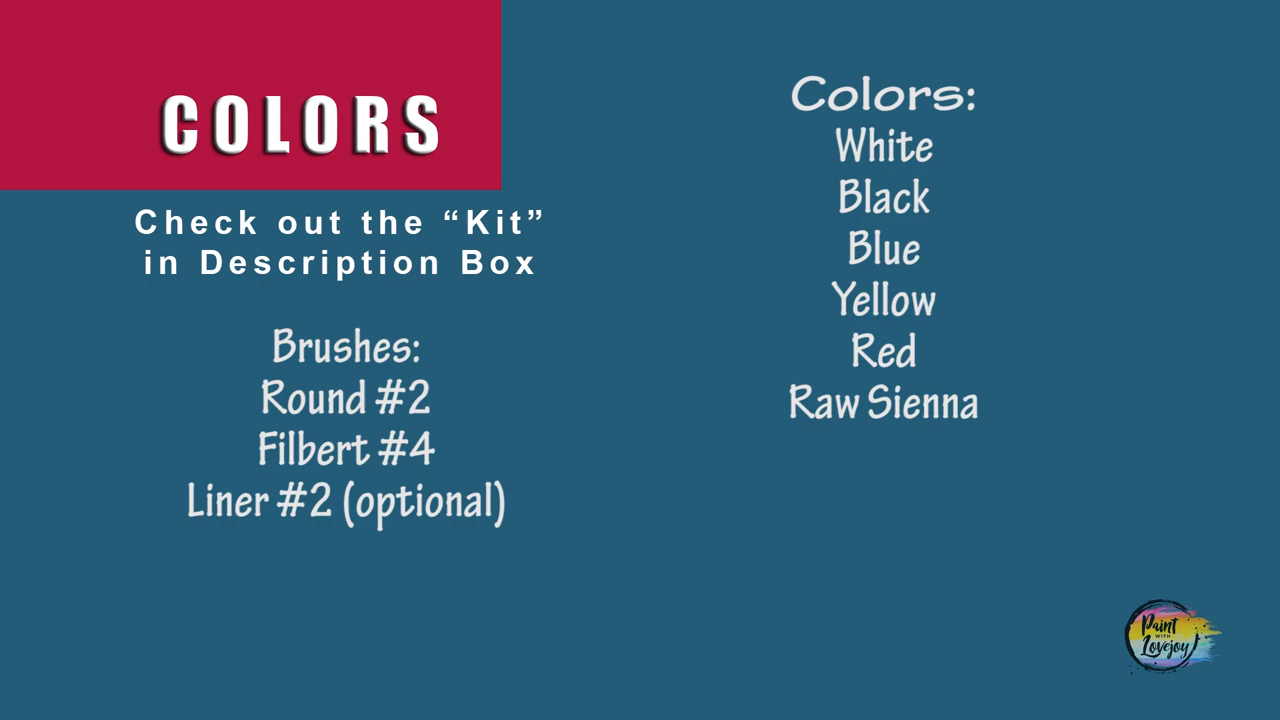 COLORS
Check out the “Kit”
in Description Box
Brushes:
Round #2
Filbert #4
Liner #2 (optional)
Colors:
White
Black
Blue
Yellow
Red
Raw Sienna
Paint
WITH
Lovejoy